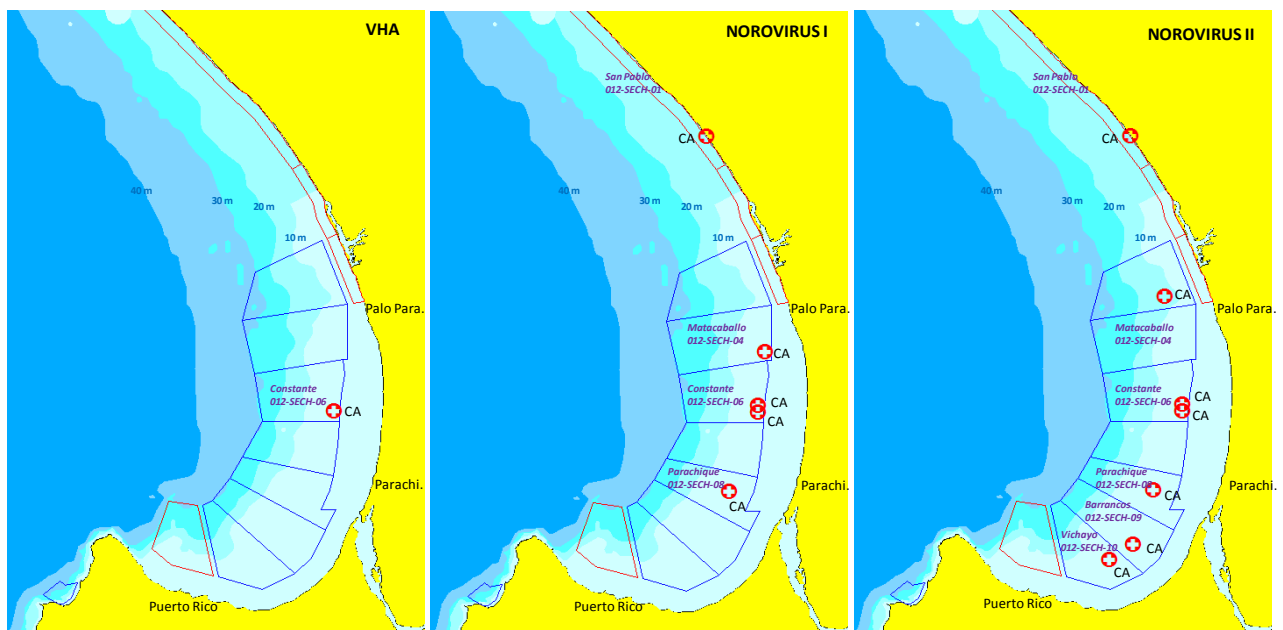 VHA
40 m
30 m
20 m
10 m
Palo Para.
Constante
012-SECH-06
CA
Parachi.
Puerto Rico
NOROVIRUS I
San Pablo
012-SECH-01
CA
40 m
30 m
20 m
10 m
Palo Para.
Matacaballo
012-SECH-04
CA
Constante
012-SECH-06
CA
CA
Parachique
012-SECH-08
CA
Parachi.
Puerto Rico
NOROVIRUS II
San Pablo
012-SECH-01
CA
40 m
30 m
20 m
10 m
CA
Palo Para.
Matacaballo
012-SECH-04
Constante
012-SECH-06
CA
CA
Parachique
012-SECH-08
CA
Parachi.
Barrancos
012-SECH-09
Vichayo
012-SECH-10
CA
CA
Puerto Rico